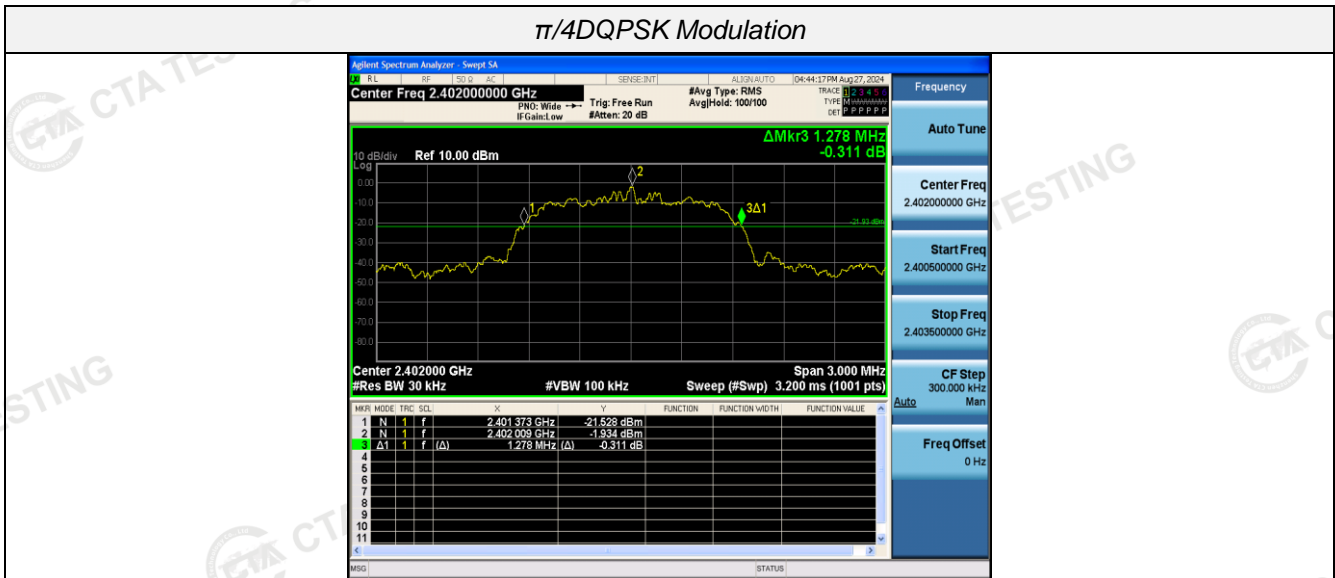 π/4DQPSK Modulation
CTA TES
Agilent Spectrum Analyzer - Swept SA
RL RF 50 Ω AC SENSE:INT ALIGNAUTO 04:44:17 PM Aug 27, 2024
Center Freq 2.402000000 GHz
PNO: Wide
IFGain:Low
Trig: Free Run
#Atten: 20 dB
#Avg Type: RMS
Avg|Hold: 100/100
TRACE 1 2 3 4 5 6
TYPE M
DET P P P P P P
Frequency
Auto Tune
ΔMkr3 1.278 MHz
-0.311 dB
10 dB/div Ref 10.00 dBm
Log
0.00
-10.0
-20.0
-30.0
-40.0
-50.0
-60.0
-70.0
-80.0
1
2
3Δ1
-21.93 dBm
Center Freq
2.402000000 GHz
Start Freq
2.400500000 GHz
Stop Freq
2.403500000 GHz
CF Step
300.000 kHz
Auto Man
Freq Offset
0 Hz
Center 2.402000 GHz Span 3.000 MHz
#Res BW 30 kHz #VBW 100 kHz Sweep (#Swp) 3.200 ms (1001 pts)
MKR MODE TRC SCL X Y FUNCTION FUNCTION WIDTH FUNCTION VALUE
1 N 1 f 2.401 373 GHz -21.528 dBm
2 N 1 f 2.402 009 GHz -1.934 dBm
3 Δ1 1 f (Δ) 1.278 MHz (Δ) -0.311 dB
4
5
6
7
8
9
10
11
MSG STATUS
TESTING
ESTING
CTA
CT
C